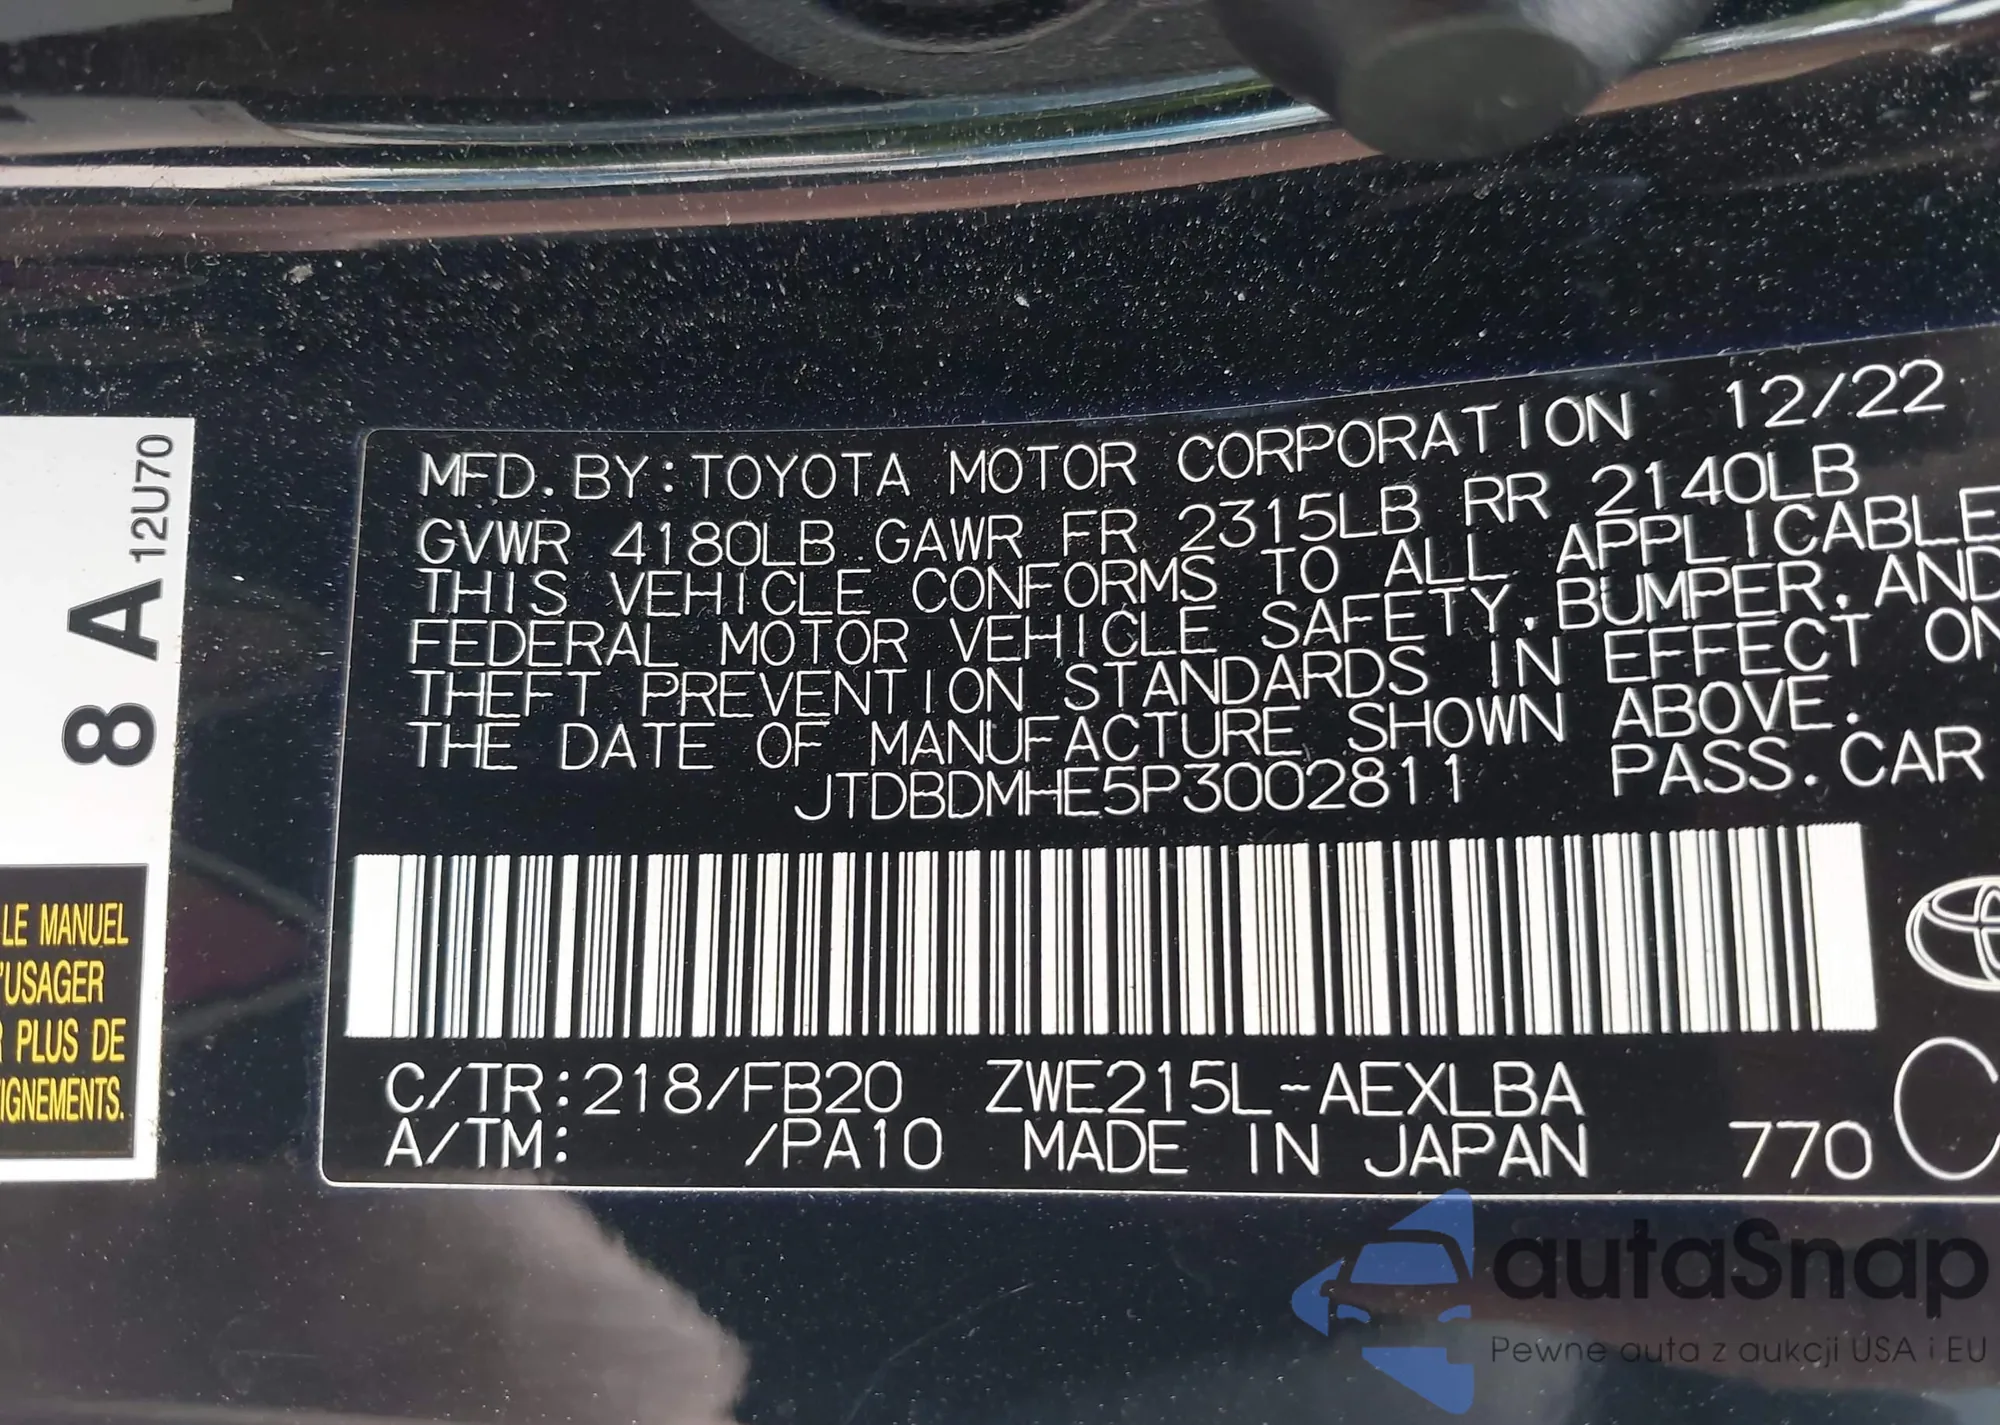 MFD.BY:TOYOTA MOTOR CORPORATION 12/22
GVWR 4180LB GAWR FR 2315LB RR 2140LB
THIS VEHICLE CONFORMS TO ALL APPLICABLE
FEDERAL MOTOR VEHICLE SAFETY,BUMPER,AND
THEFT PREVENTION STANDARDS IN EFFECT ON
THE DATE OF MANUFACTURE SHOWN ABOVE.
JTDBDMHE5P3002811 PASS.CAR
C/TR:218/FB20 ZWE215L-AEXLBA
A/TM: /PA10 MADE IN JAPAN 770
8 A 12U70
LE MANUEL
'USAGER
R PLUS DE
IGNEMENTS.
autaSnap
Pewne auta z aukcji USA i EU